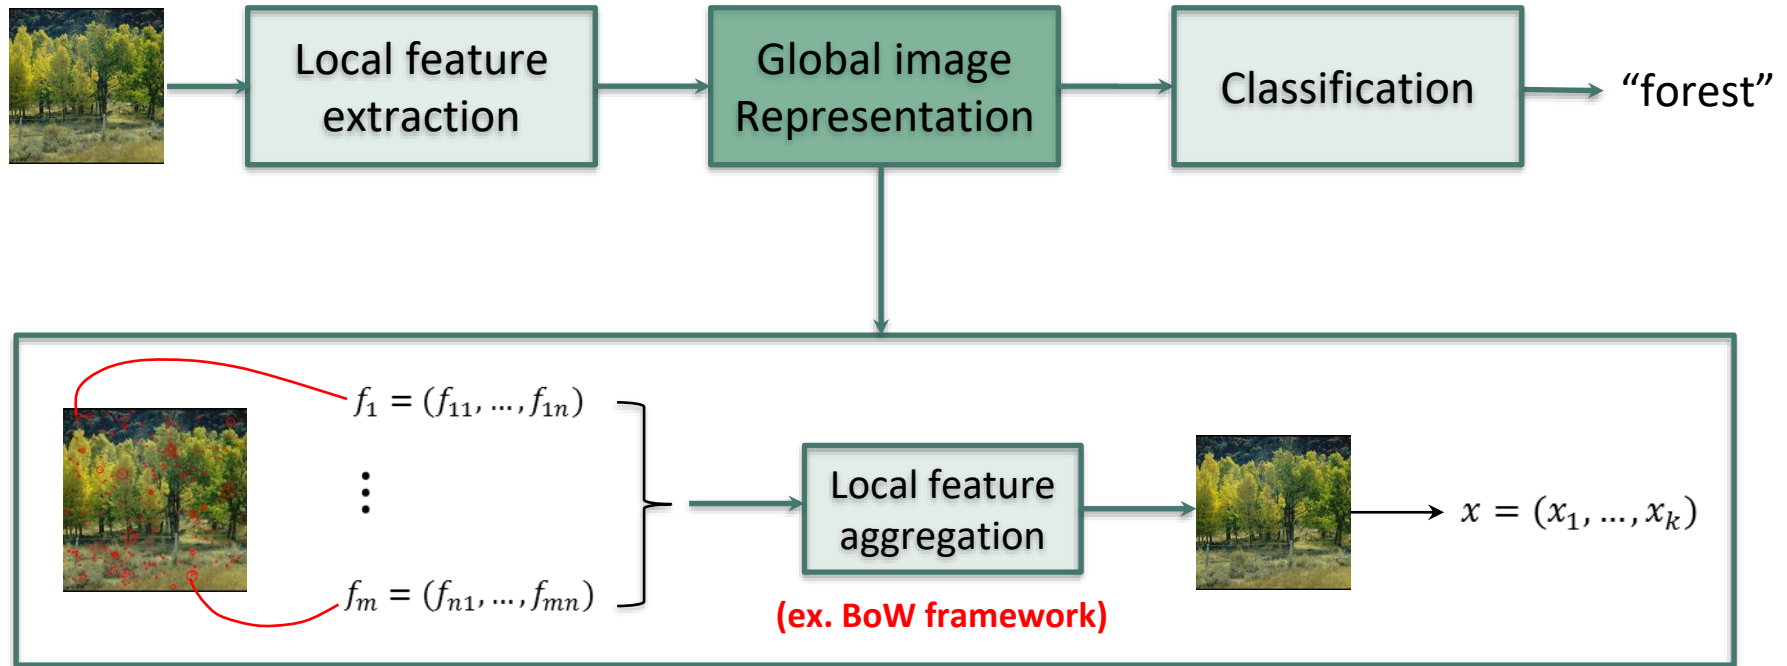 Local feature
extraction
Global image
Representation
Classification
“forest”
f₁ = (f₁₁, …, f₁ₙ)
⋮
fₘ = (fₙ₁, …, fₘₙ)
Local feature
aggregation
(ex. BoW framework)
x = (x₁, …, xₖ)